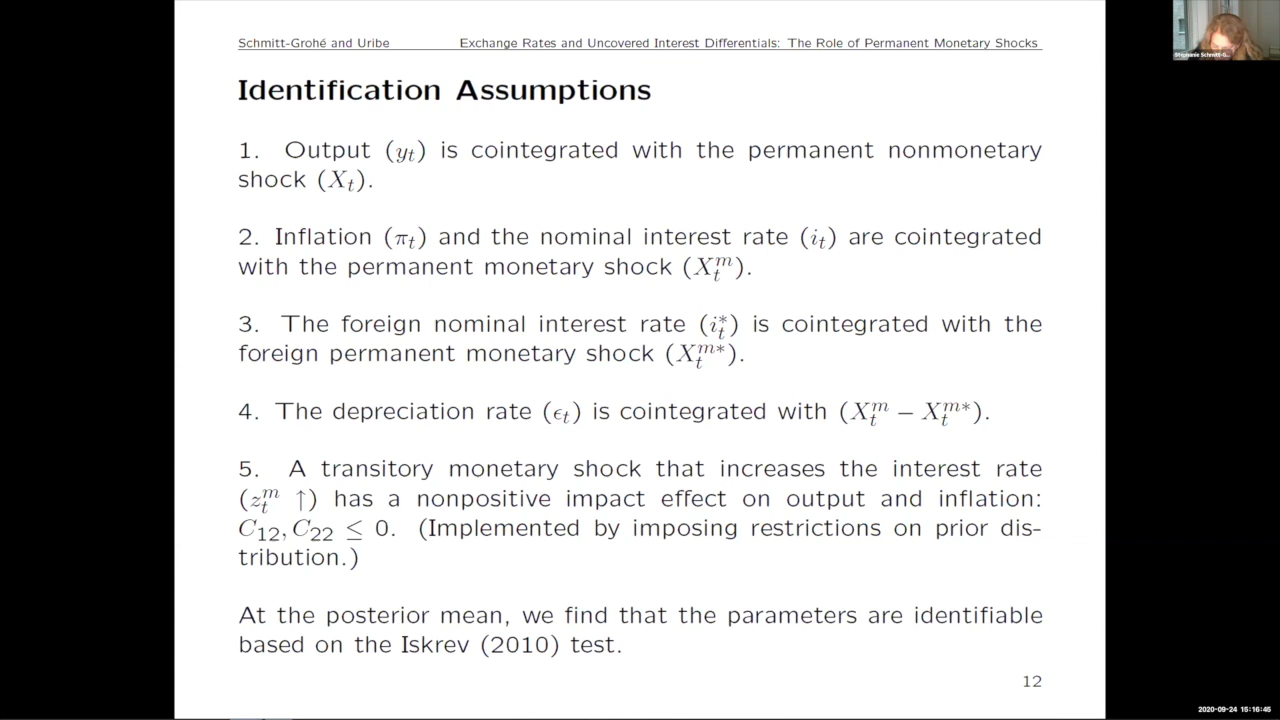 Schmitt-Grohé and Uribe Exchange Rates and Uncovered Interest Differentials: The Role of Permanent Monetary Shocks
Identification Assumptions
1. Output (yₜ) is cointegrated with the permanent nonmonetary
shock (Xₜ).
2. Inflation (πₜ) and the nominal interest rate (iₜ) are cointegrated
with the permanent monetary shock (Xₜᵐ).
3. The foreign nominal interest rate (iₜ*) is cointegrated with the
foreign permanent monetary shock (Xₜᵐ*).
4. The depreciation rate (ϵₜ) is cointegrated with (Xₜᵐ − Xₜᵐ*).
5. A transitory monetary shock that increases the interest rate
(zₜᵐ ↑) has a nonpositive impact effect on output and inflation:
C₁₂, C₂₂ ≤ 0. (Implemented by imposing restrictions on prior dis-
tribution.)
At the posterior mean, we find that the parameters are identifiable
based on the Iskrev (2010) test.
12
Stephanie Schmitt-G...
2020-09-24 15:16:45